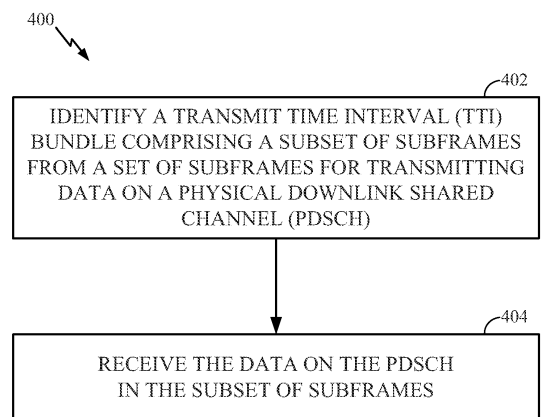 400
402
IDENTIFY A TRANSMIT TIME INTERVAL (TTI)
BUNDLE COMPRISING A SUBSET OF SUBFRAMES
FROM A SET OF SUBFRAMES FOR TRANSMITTING
DATA ON A PHYSICAL DOWNLINK SHARED
CHANNEL (PDSCH)
404
RECEIVE THE DATA ON THE PDSCH
IN THE SUBSET OF SUBFRAMES